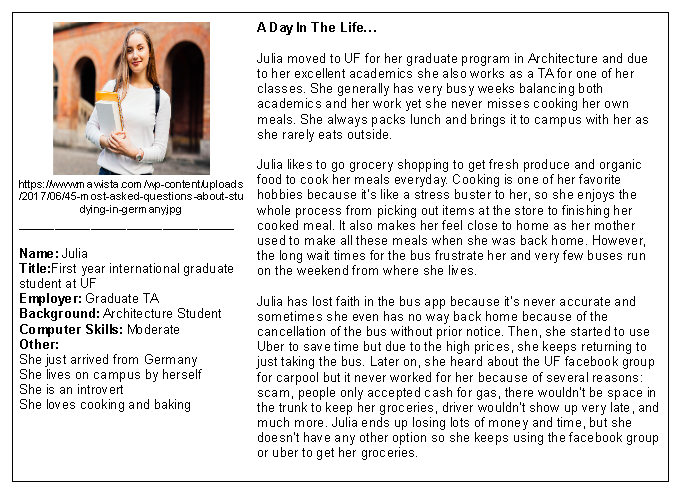 A Day In The Life...
Julia moved to UF for her graduate program in Architecture and due
to her excellent academics she also works as a TA for one of her
classes. She generally has very busy weeks balancing both
academics and her work yet she never misses cooking her own
meals. She always packs lunch and brings it to campus with her as
she rarely eats outside.
Julia likes to go grocery shopping to get fresh produce and organic
food to cook her meals everyday. Cooking is one of her favorite
hobbies because it's like a stress buster to her, so she enjoys the
whole process from picking out items at the store to finishing her
cooked meal. It also makes her feel close to home as her mother
used to make all these meals when she was back home. However,
the long wait times for the bus frustrate her and very few buses run
on the weekend from where she lives.
Julia has lost faith in the bus app because it's never accurate and
sometimes she even has no way back home because of the
cancellation of the bus without prior notice. Then, she started to use
Uber to save time but due to the high prices, she keeps returning to
just taking the bus. Later on, she heard about the UF facebook group
for carpool but it never worked for her because of several reasons:
scam, people only accepted cash for gas, there wouldn't be space in
the trunk to keep her groceries, driver wouldn't show up very late, and
much more. Julia ends up losing lots of money and time, but she
doesn't have any other option so she keeps using the facebook group
or uber to get her groceries.
https://www.mawista.com/wp-content/uploads
/2017/06/45-most-asked-questions-about-stu
dying-in-germany.jpg
Name: Julia
Title:First year international graduate
student at UF
Employer: Graduate TA
Background: Architecture Student
Computer Skills: Moderate
Other:
She just arrived from Germany
She lives on campus by herself
She is an introvert
She loves cooking and baking